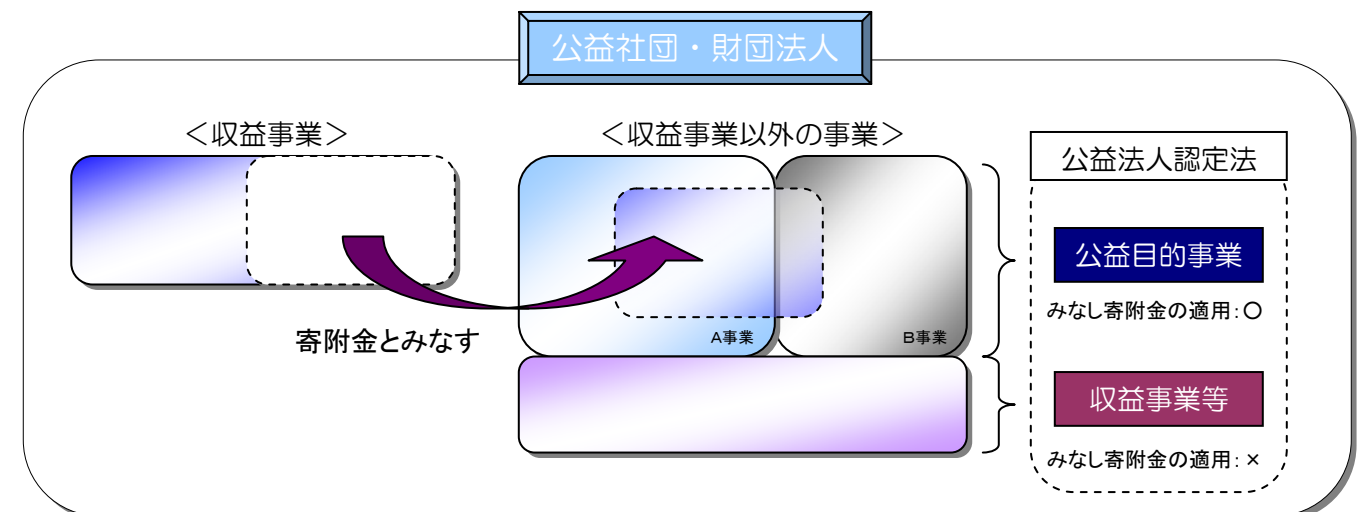 公益社団・財団法人
＜収益事業＞
＜収益事業以外の事業＞
公益法人認定法
公益目的事業
みなし寄附金の適用：○
A事業
B事業
寄附金とみなす
収益事業等
みなし寄附金の適用：×